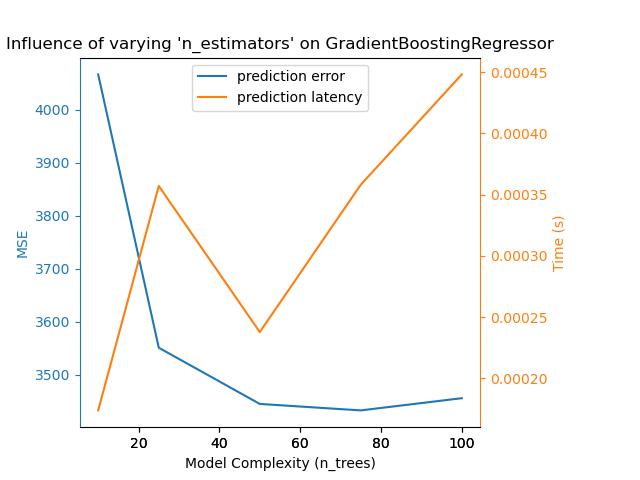 Influence of varying 'n_estimators' on GradientBoostingRegressor
prediction error
prediction latency
4000
3900
3800
3700
3600
3500
MSE
0.00045
0.00040
0.00035
0.00030
0.00025
0.00020
Time (s)
20 40 60 80 100
Model Complexity (n_trees)